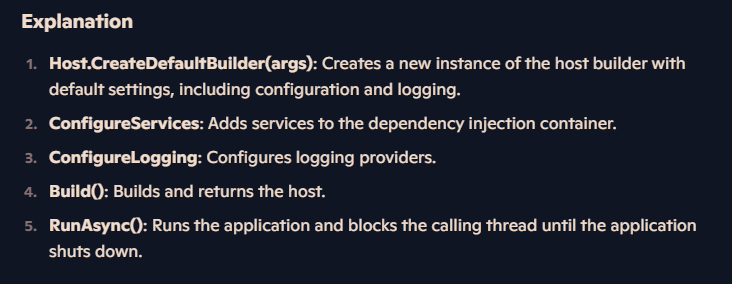 Explanation
1. Host.CreateDefaultBuilder(args): Creates a new instance of the host builder with
default settings, including configuration and logging.
2. ConfigureServices: Adds services to the dependency injection container.
3. ConfigureLogging: Configures logging providers.
4. Build(): Builds and returns the host.
5. RunAsync(): Runs the application and blocks the calling thread until the application
shuts down.